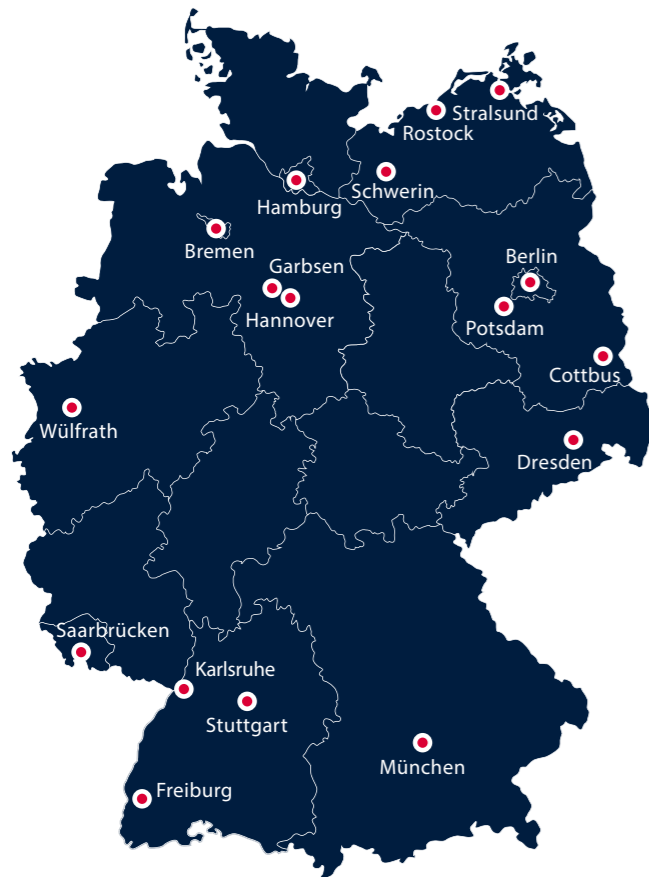 Stralsund
Rostock
Schwerin
Hamburg
Bremen
Garbsen
Berlin
Hannover
Potsdam
Cottbus
Wülfrath
Dresden
Saarbrücken
Karlsruhe
Stuttgart
München
Freiburg